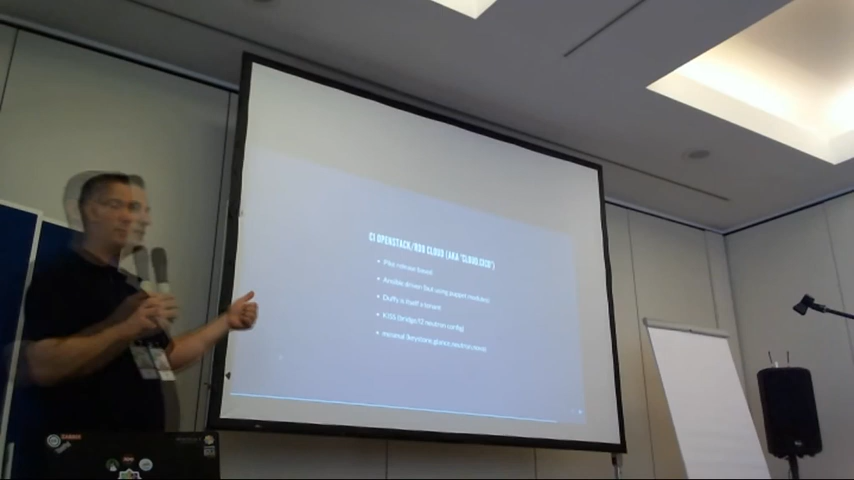 CI OPENSTACK/RDO CLOUD (AKA "CLOUD.CICO")
Pike release based
Ansible driven (but using puppet modules)
Duffy is itself a tenant
KISS (bridge/l2 neutron config)
minimal (keystone,glance,neutron,nova)